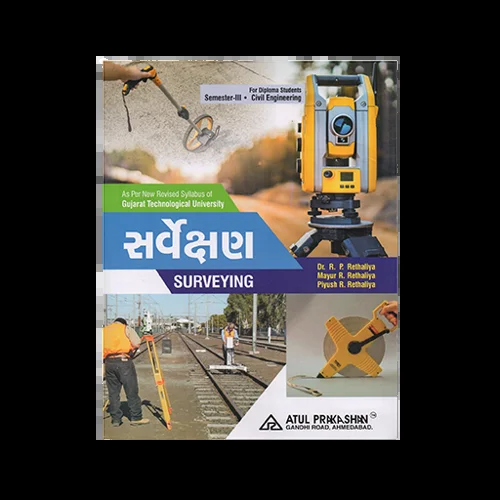 For Diploma Students
Semester-III • Civil Engineering
As Per New Revised Syllabus of
Gujarat Technological University
સર્વેક્ષણ
SURVEYING
Dr. R. P. Rethaliya
Mayur R. Rethaliya
Piyush R. Rethaliya
ATUL PRAKASHAN™
GANDHI ROAD, AHMEDABAD.